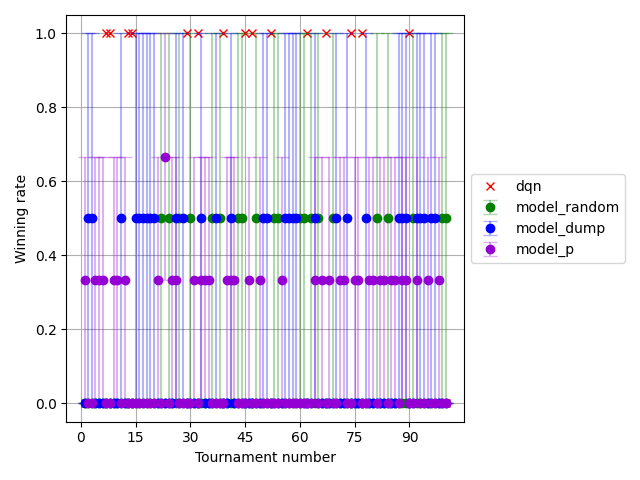 1.0
0.8
0.6
0.4
0.2
0.0
Winning rate
0 15 30 45 60 75 90
Tournament number
dqn
model_random
model_dump
model_p